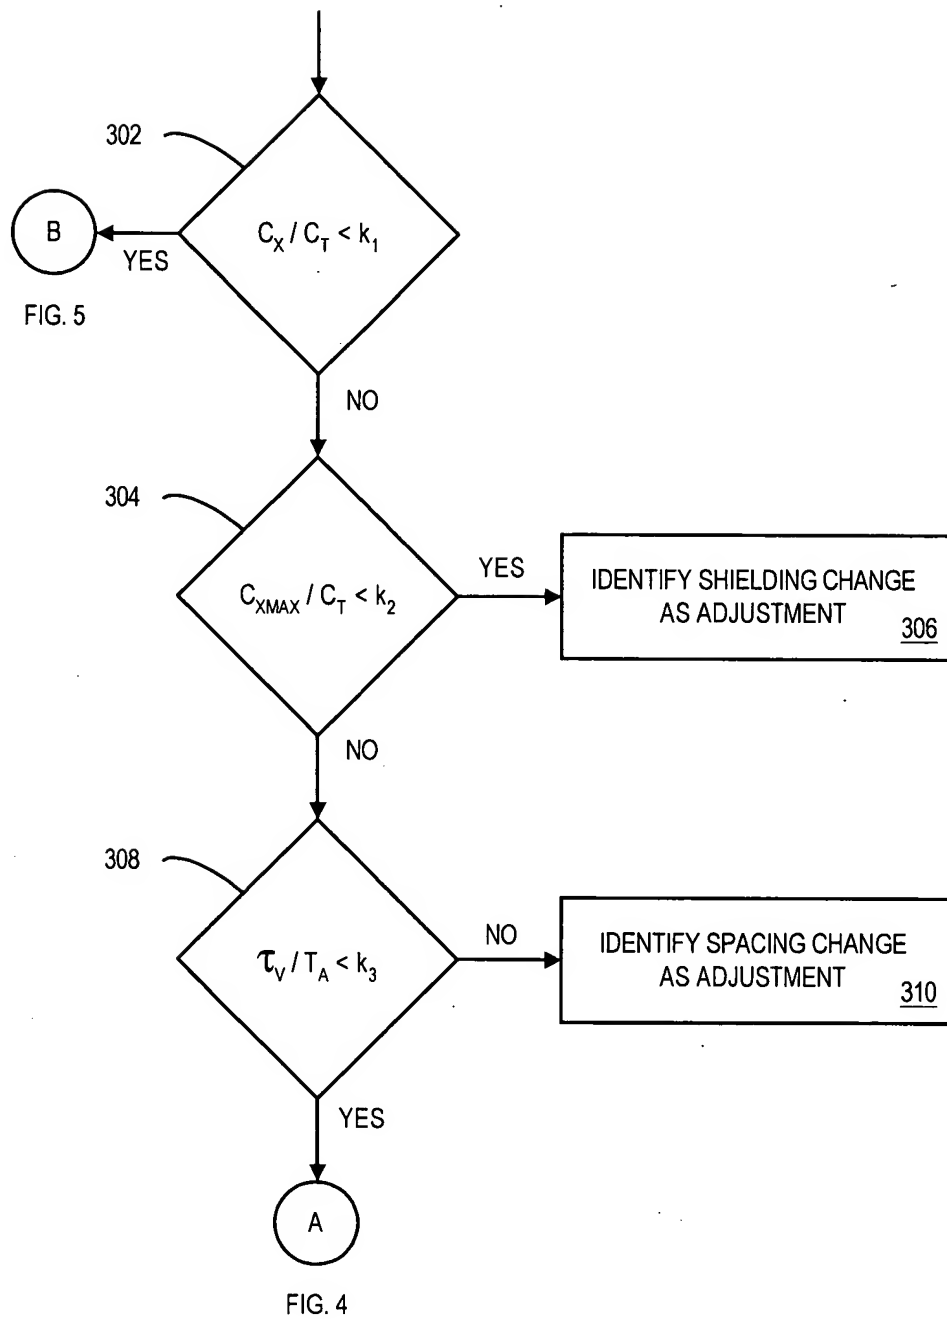 302
C_X / C_T < k_1
B
YES
FIG. 5
NO
304
C_XMAX / C_T < k_2
YES
IDENTIFY SHIELDING CHANGE
AS ADJUSTMENT
306
NO
308
τ_V / T_A < k_3
NO
IDENTIFY SPACING CHANGE
AS ADJUSTMENT
310
YES
A
FIG. 4